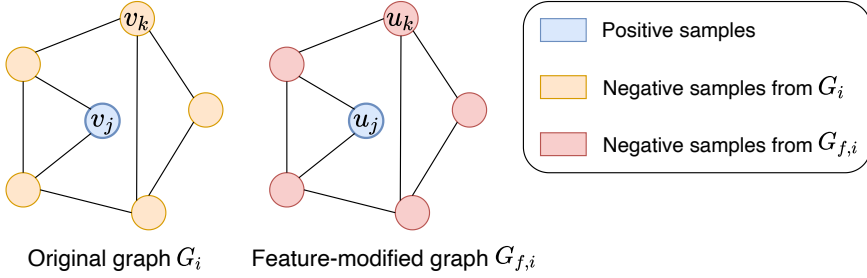 v_k
v_j
Original graph G_i
u_k
u_j
Feature-modified graph G_{f,i}
Positive samples
Negative samples from G_i
Negative samples from G_{f,i}